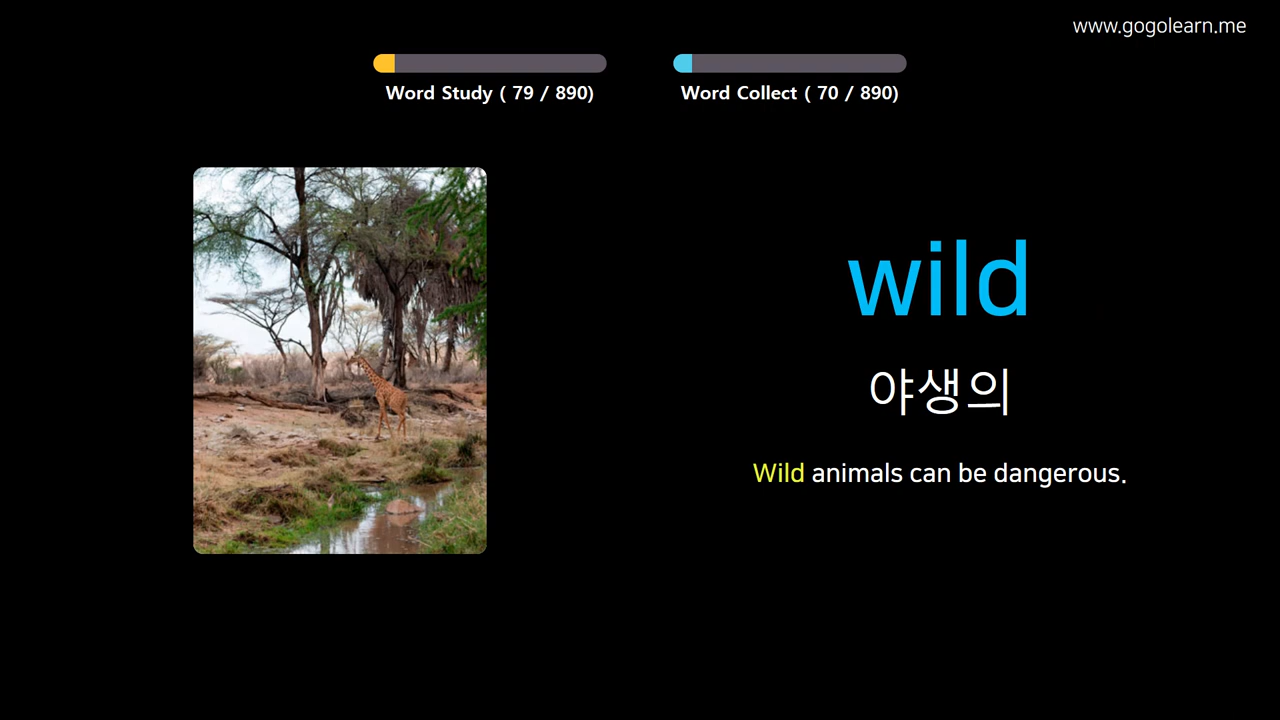 www.gogolearn.me
Word Study ( 79 / 890)
Word Collect ( 70 / 890)
wild
야생의
Wild animals can be dangerous.